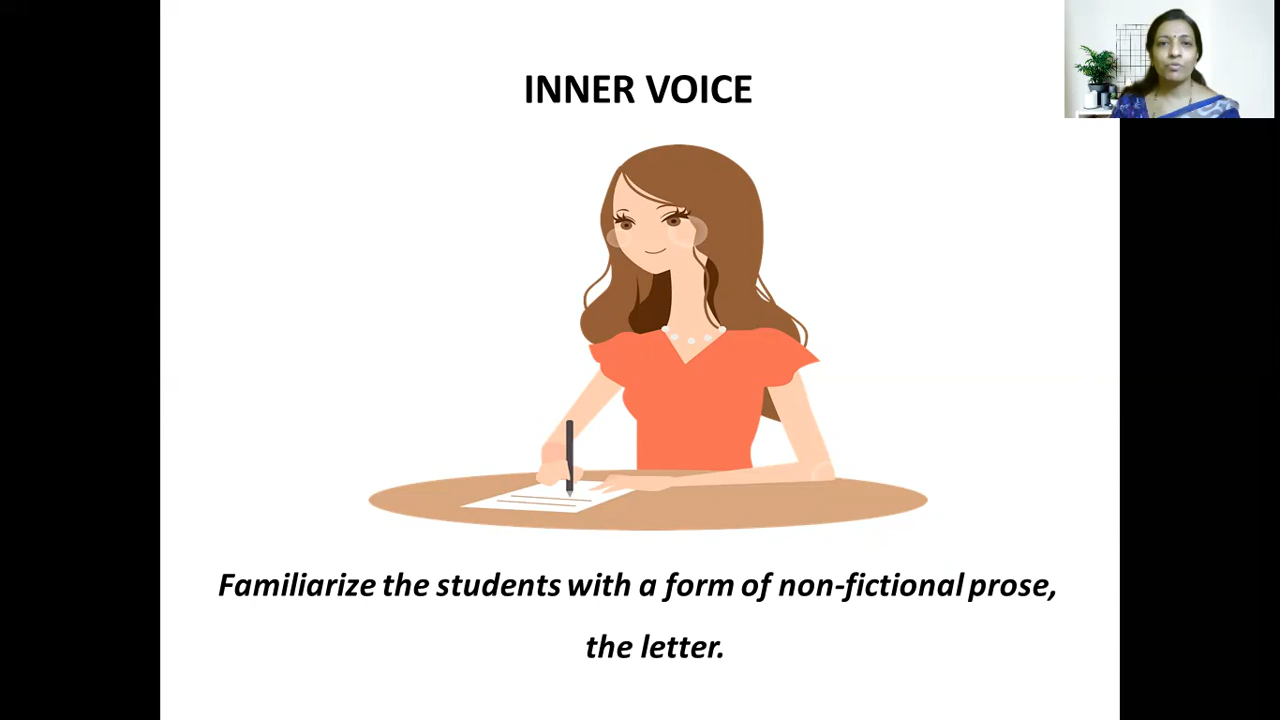 INNER VOICE
Familiarize the students with a form of non-fictional prose,
the letter.